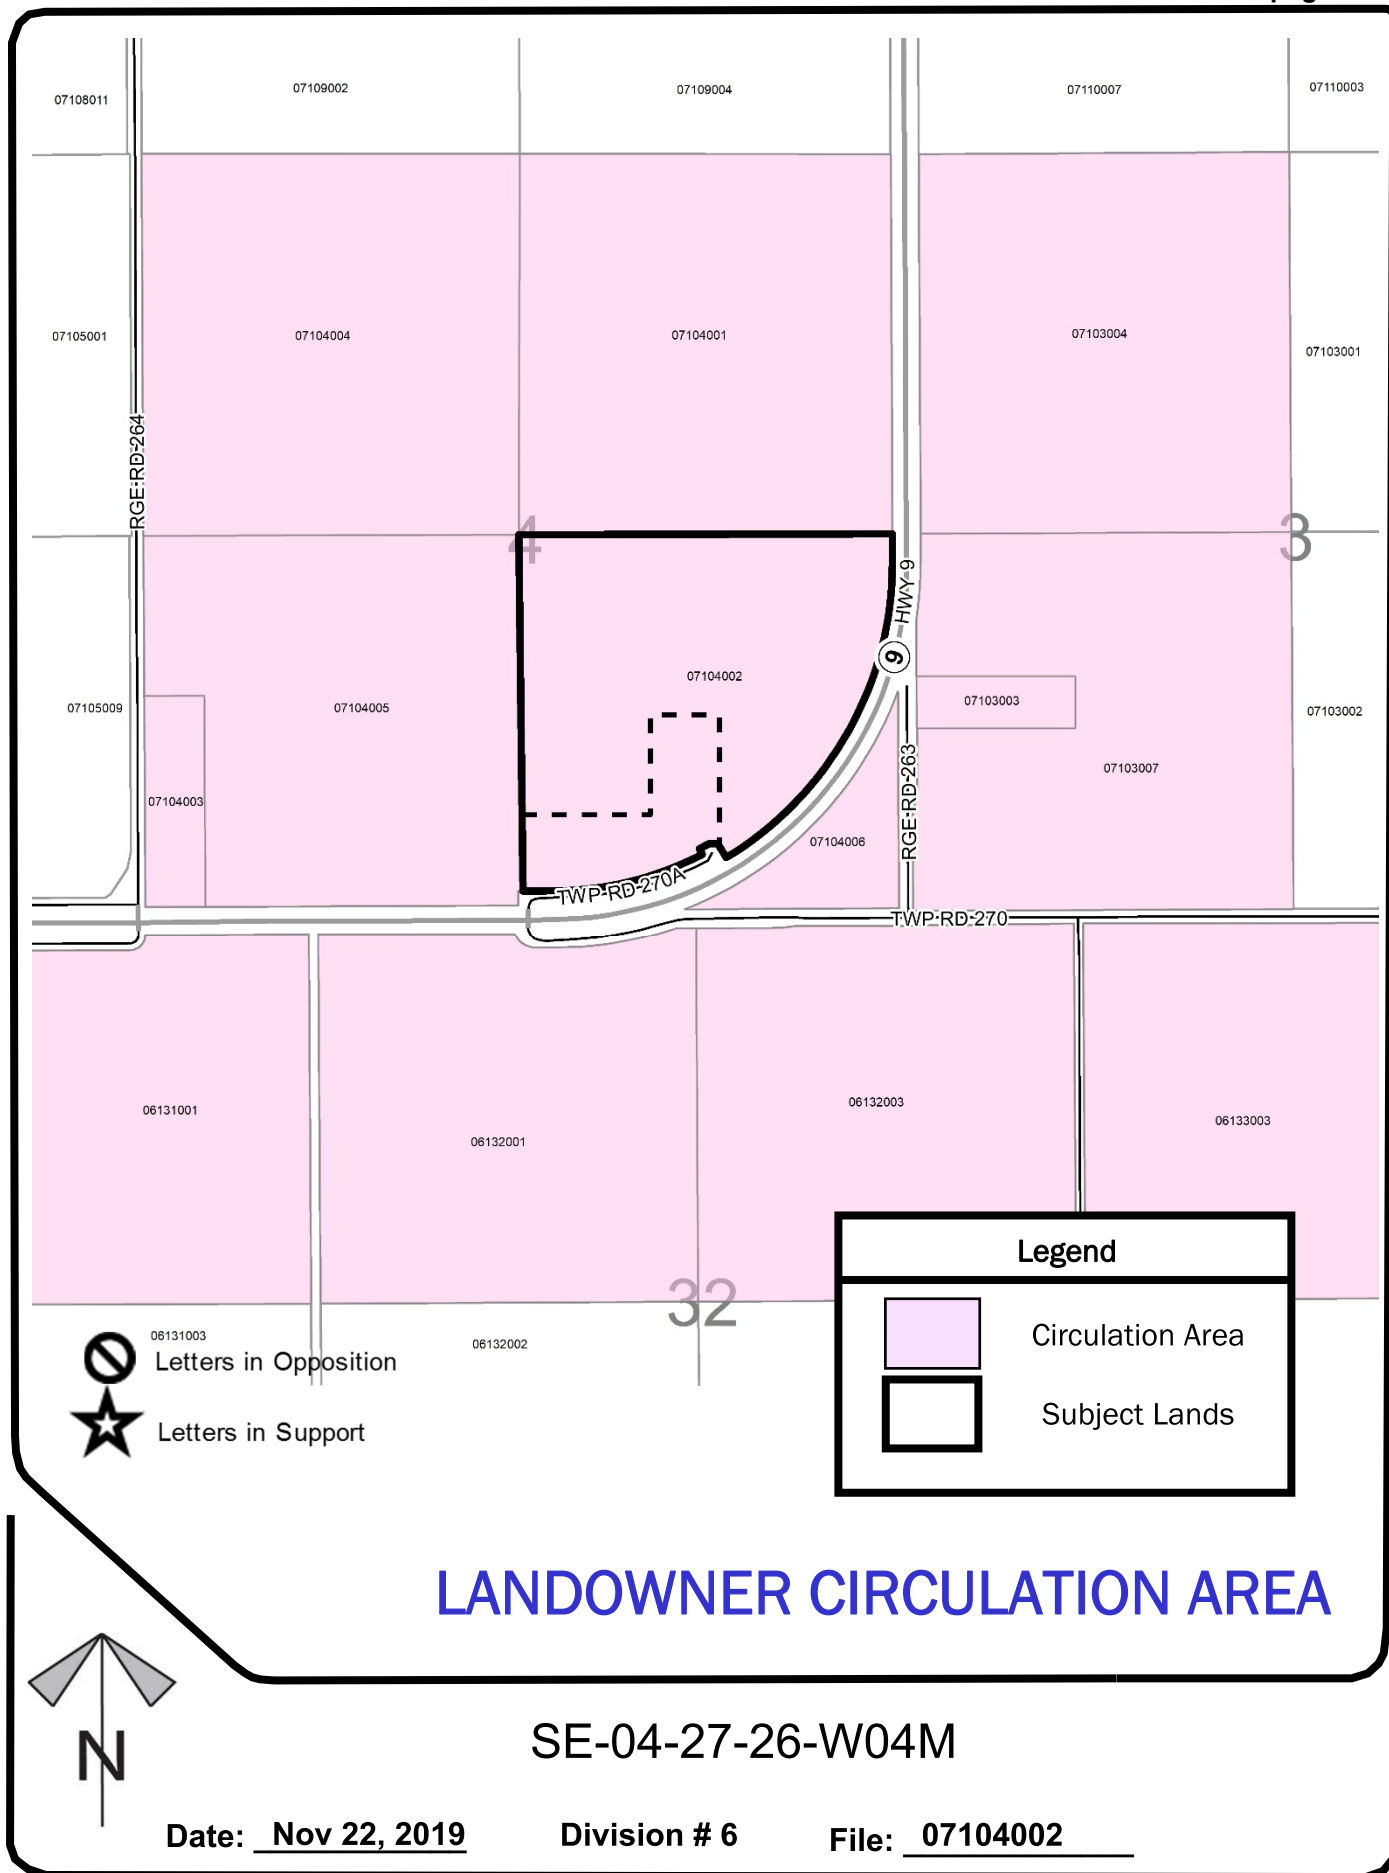 07108011
07109002
07109004
07110007
07110003
07105001
07104004
07104001
07103004
07103001
RGE RD 264
4
3
HWY 9
9
07104002
07105009
07104005
07103003
07103002
07103007
07104003
RGE RD 263
07104006
TWP RD 270A
TWP RD 270
06131001
06132001
06132003
06133003
Legend
Circulation Area
Subject Lands
32
06131003
06132002
Letters in Opposition
Letters in Support
LANDOWNER CIRCULATION AREA
N
SE-04-27-26-W04M
Date: Nov 22, 2019 Division # 6 File: 07104002